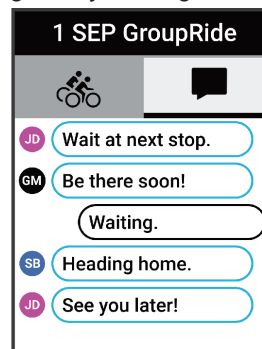 1 SEP GroupRide
JD Wait at next stop.
GM Be there soon!
Waiting.
SB Heading home.
JD See you later!